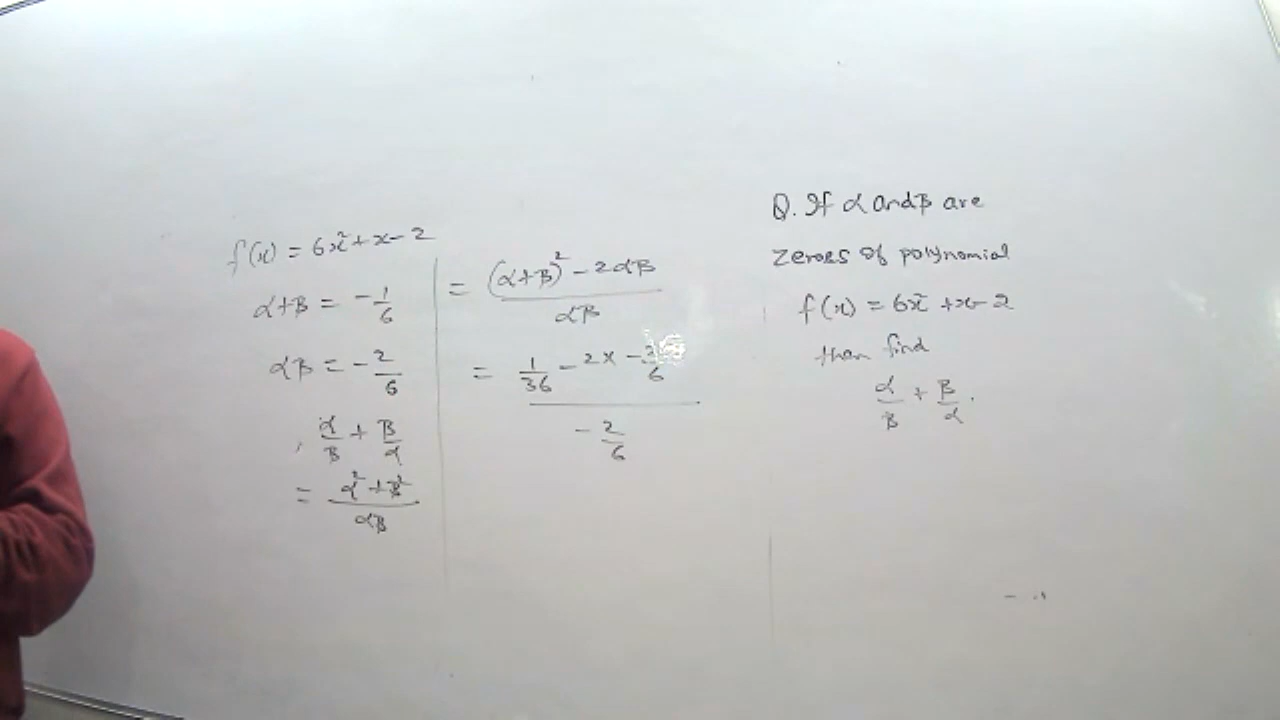 f(x) = 6x²+x-2
α+β = -1/6
αβ = -2/6
α/β + β/α
= α²+β²/αβ
= (α+β)²-2αβ/αβ
= 1/36 - 2x -2/6 / -2/6
Q. If α and β are
zeroes of polynomial
f(x) = 6x²+x-2
then find
α/β + β/α.